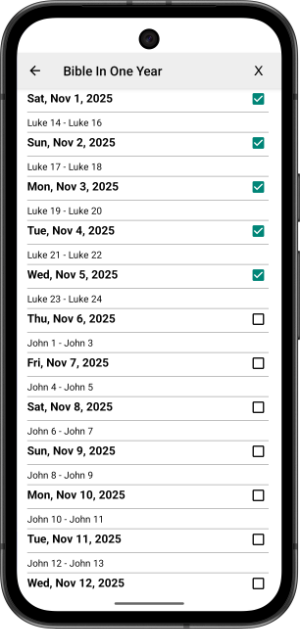 Bible In One Year X
Sat, Nov 1, 2025
Luke 14 - Luke 16
Sun, Nov 2, 2025
Luke 17 - Luke 18
Mon, Nov 3, 2025
Luke 19 - Luke 20
Tue, Nov 4, 2025
Luke 21 - Luke 22
Wed, Nov 5, 2025
Luke 23 - Luke 24
Thu, Nov 6, 2025
John 1 - John 3
Fri, Nov 7, 2025
John 4 - John 5
Sat, Nov 8, 2025
John 6 - John 7
Sun, Nov 9, 2025
John 8 - John 9
Mon, Nov 10, 2025
John 10 - John 11
Tue, Nov 11, 2025
John 12 - John 13
Wed, Nov 12, 2025